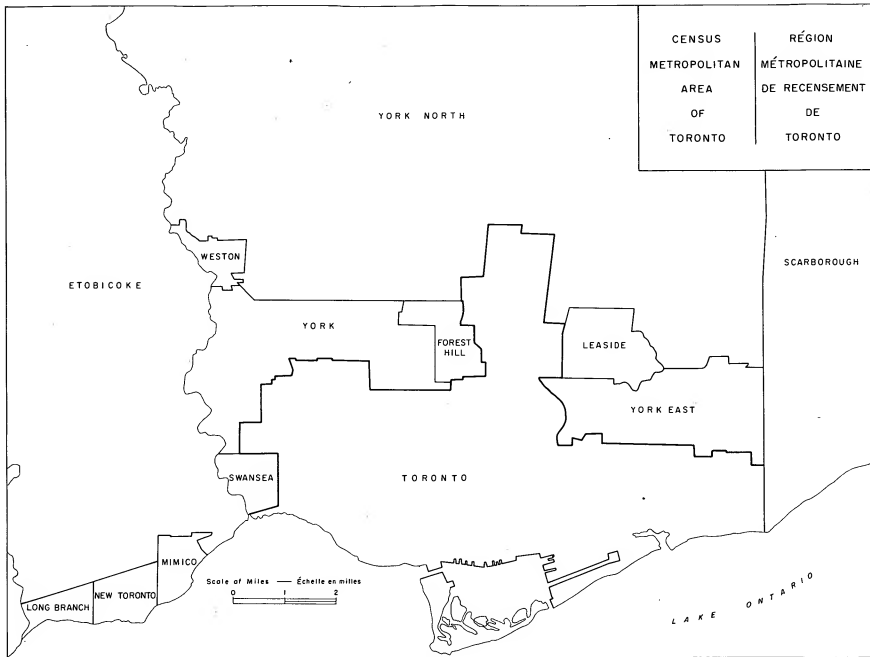 CENSUS
METROPOLITAN
AREA
OF
TORONTO
RÉGION
MÉTROPOLITAINE
DE RECENSEMENT
DE
TORONTO
YORK NORTH
WESTON
SCARBOROUGH
ETOBICOKE
YORK
FOREST
HILL
LEASIDE
YORK EAST
SWANSEA
TORONTO
MIMICO
NEW TORONTO
LONG BRANCH
Scale of Miles — Échelle en milles
0 1 2
LAKE ONTARIO